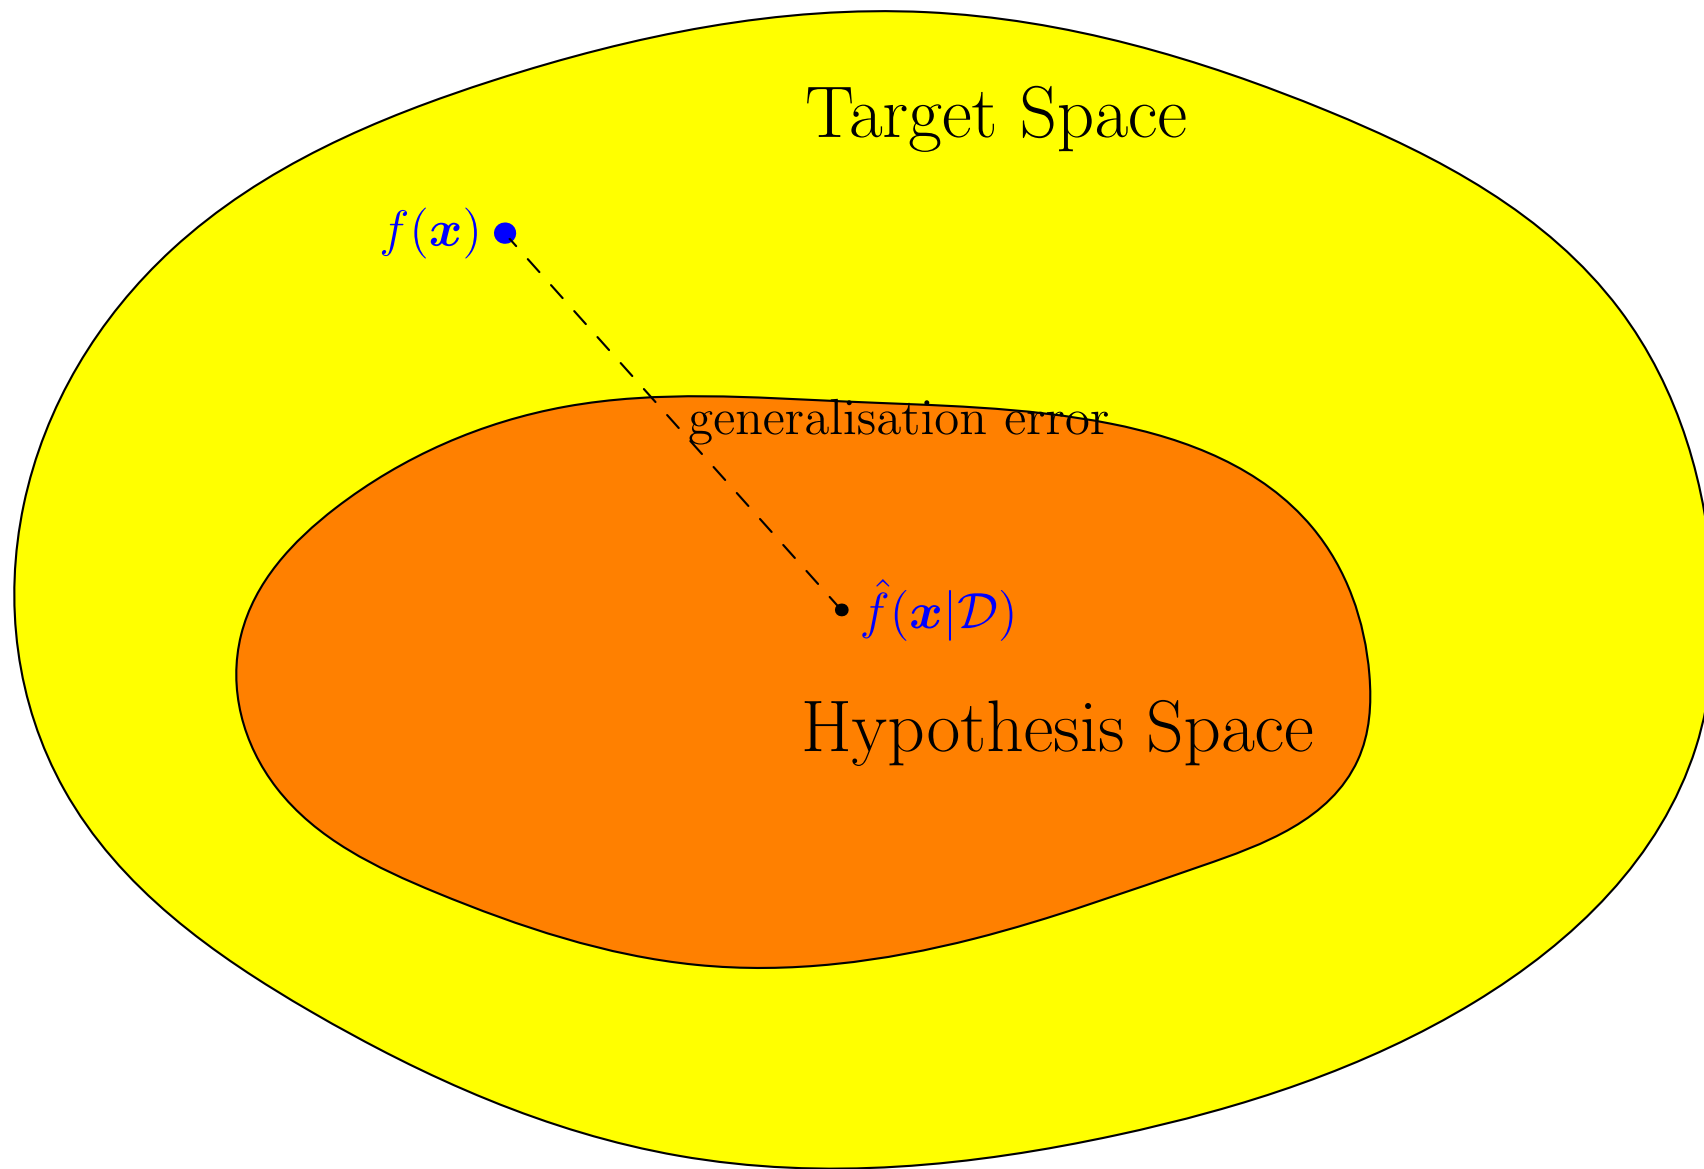 Target Space
f(x)
generalisation error
f̂(x|𝒟)
Hypothesis Space